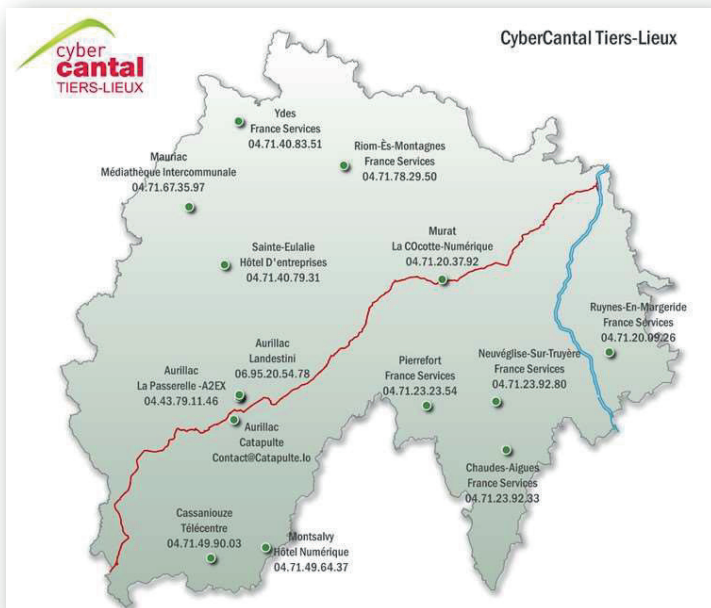 cyber
cantal
TIERS-LIEUX
CyberCantal Tiers-Lieux
Ydes
France Services
04.71.40.83.51
Riom-Ès-Montagnes
France Services
04.71.78.29.50
Mauriac
Médiathèque Intercommunale
04.71.67.35.97
Murat
La COcotte-Numérique
04.71.20.37.92
Sainte-Eulalie
Hôtel D'entreprises
04.71.40.79.31
Ruynes-En-Margeride
France Services
04.71.20.09.26
Aurillac
Landestini
06.95.20.54.78
Neuvéglise-Sur-Truyère
France Services
04.71.23.92.80
Pierrefort
France Services
04.71.23.23.54
Aurillac
La Passerelle -A2EX
04.43.79.11.46
Aurillac
Catapulte
Contact@Catapulte.Io
Chaudes-Aigues
France Services
04.71.23.92.33
Cassaniouze
Télécentre
04.71.49.90.03
Montsalvy
Hôtel Numérique
04.71.49.64.37